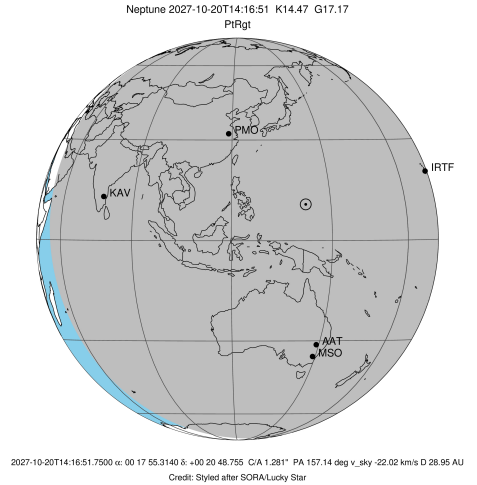 Neptune 2027-10-20T14:16:51 K14.47 G17.17
PtRgt
PMO
IRTF
KAV
AAT
MSO
2027-10-20T14:16:51.7500 α: 00 17 55.3140 δ: +00 20 48.755 C/A 1.281" PA 157.14 deg v_sky -22.02 km/s D 28.95 AU
Credit: Styled after SORA/Lucky Star